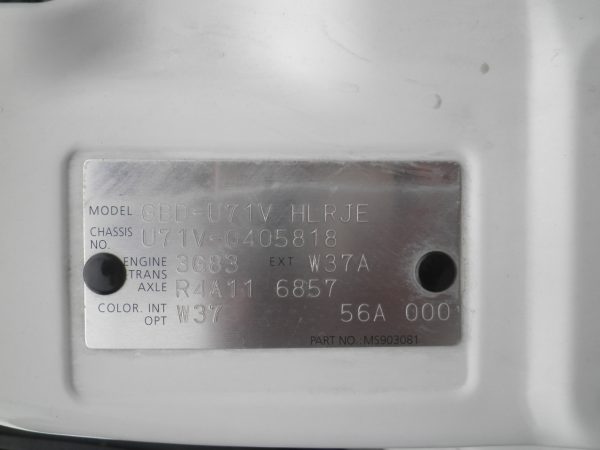 MODEL GBD-U71V HLRJE
CHASSIS NO. U71V-0405818
ENGINE 3G83 EXT W37A
TRANS AXLE R4A11 6857
COLOR. INT OPT W37 56A 000
PART NO.: MS903081